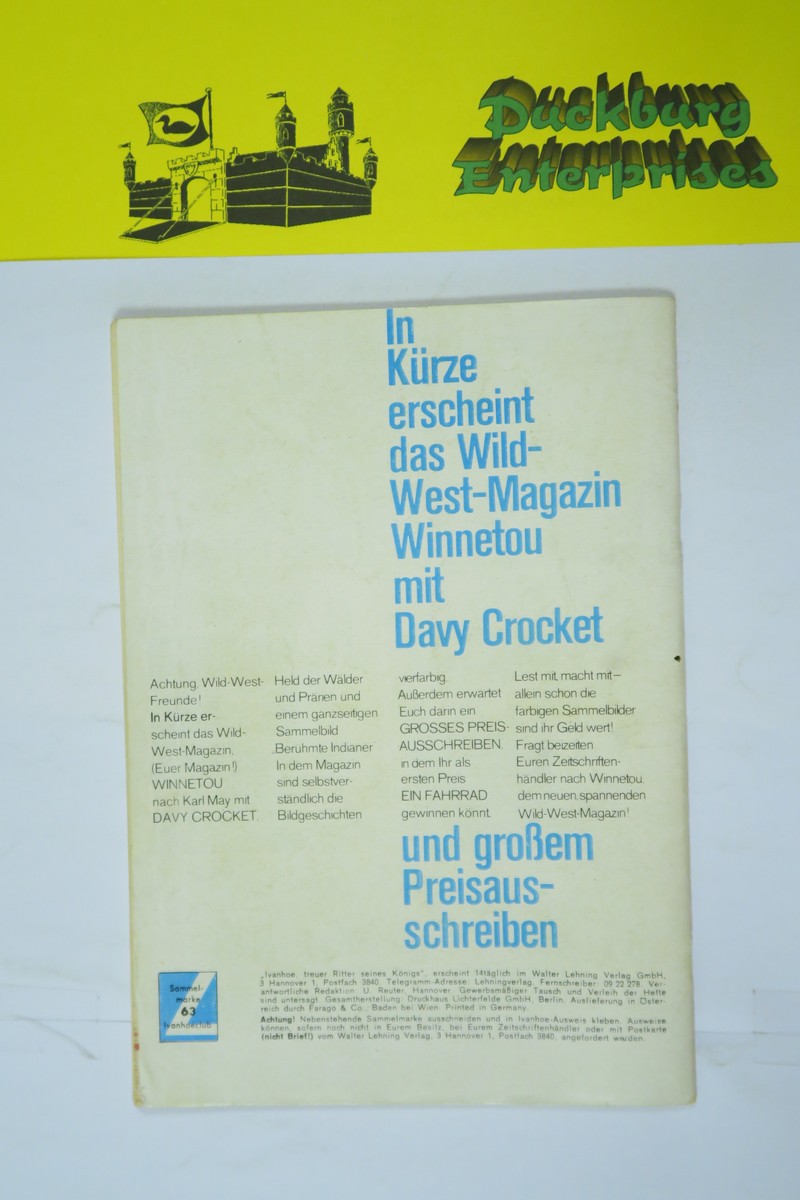 Duckburg
Enterprises
In
Kürze
erscheint
das Wild-
West-Magazin
Winnetou
mit
Davy Crocket
Achtung, Wild-West-
Freunde!
In Kürze er-
scheint das Wild-
West-Magazin,
(Euer Magazin!)
WINNETOU
nach Karl May mit
DAVY CROCKET,
Held der Wälder
und Prärien und
einem ganzseitigen
Sammelbild
„Berühmte Indianer
In dem Magazin
sind selbstver-
ständlich die
Bildgeschichten
vierfarbig.
Außerdem erwartet
Euch darin ein
GROSSES PREIS-
AUSSCHREIBEN,
in dem Ihr als
ersten Preis
EIN FAHRRAD
gewinnen könnt.
Lest mit, macht mit—
allein schon die
farbigen Sammelbilder
sind ihr Geld wert!
Fragt beizeiten
Euren Zeitschriften-
händler nach Winnetou,
dem neuen, spannenden
Wild-West-Magazin!
und großem
Preisaus-
schreiben
Sammel-
marke
63
Ivanhoeclub
„Ivanhoe, treuer Ritter seines Königs", erscheint 14täglich im Walter Lehning Verlag GmbH,
3 Hannover 1, Postfach 3840, Telegramm-Adresse: Lehningverlag, Fernschreiber: 09 22 278. Ver-
antwortliche Redaktion: U. Reuter, Hannover. Gewerbsmäßiger Tausch und Verleih der Hefte
sind untersagt. Gesamtherstellung: Druckhaus Lichterfelde GmbH, Berlin. Auslieferung in Öster-
reich durch Farago & Co., Baden bei Wien. Printed in Germany.
Achtung! Nebenstehende Sammelmarke ausschneiden und in Ivanhoe-Ausweis kleben. Ausweise
können, sofern noch nicht in Eurem Besitz, bei Eurem Zeitschriftenhändler oder mit Postkarte
(nicht Brief!) vom Walter Lehning Verlag, 3 Hannover 1, Postfach 3840, angefordert werden.